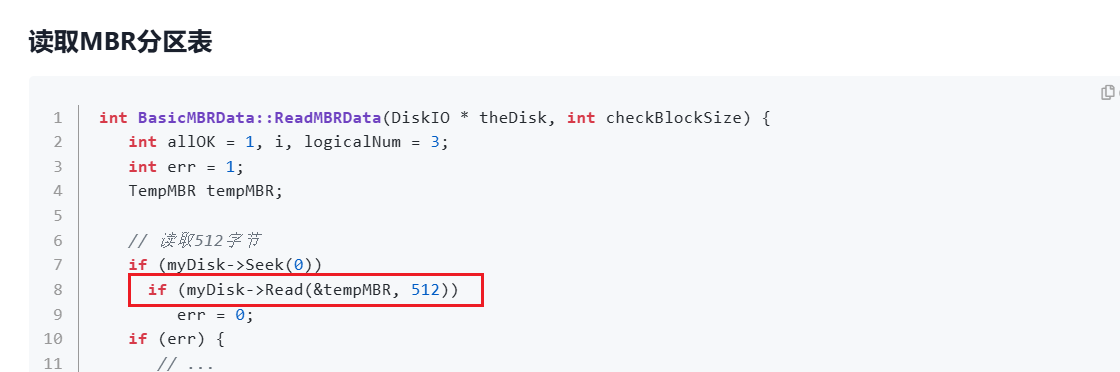 读取MBR分区表
1 int BasicMBRData::ReadMBRData(DiskIO * theDisk, int checkBlockSize) {
2 int allOK = 1, i, logicalNum = 3;
3 int err = 1;
4 TempMBR tempMBR;
5
6 // 读取512字节
7 if (myDisk->Seek(0))
8 if (myDisk->Read(&tempMBR, 512))
9 err = 0;
10 if (err) {
11 // ...